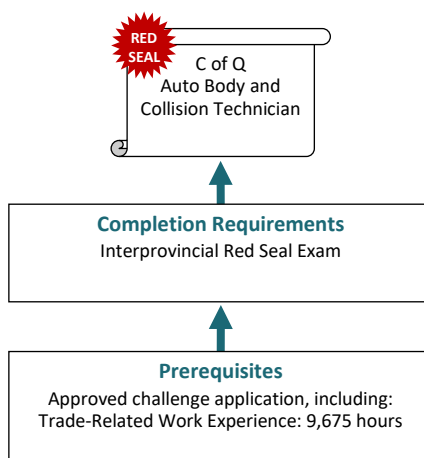 RED
SEAL
C of Q
Auto Body and
Collision Technician
Completion Requirements
Interprovincial Red Seal Exam
Prerequisites
Approved challenge application, including:
Trade-Related Work Experience: 9,675 hours